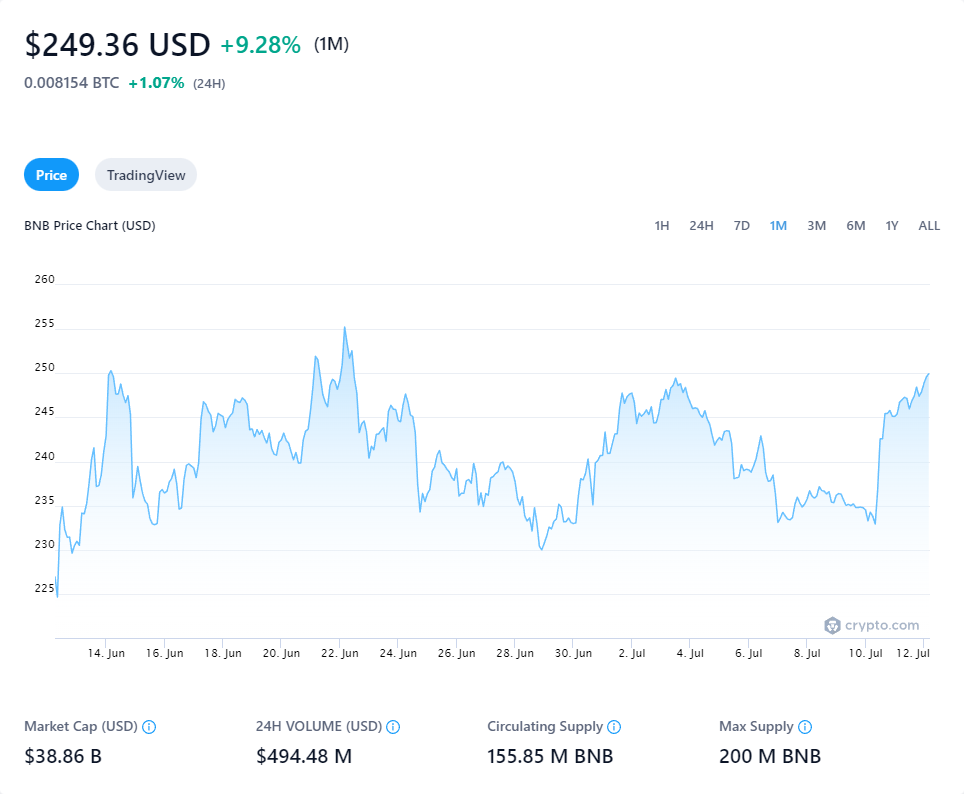 $249.36 USD +9.28% (1M)
0.008154 BTC +1.07% (24H)
Price TradingView
BNB Price Chart (USD) 1H 24H 7D 1M 3M 6M 1Y ALL
260
255
250
245
240
235
230
225
crypto.com
14. Jun 16. Jun 18. Jun 20. Jun 22. Jun 24. Jun 26. Jun 28. Jun 30. Jun 2. Jul 4. Jul 6. Jul 8. Jul 10. Jul 12. Jul
Market Cap (USD) 24H VOLUME (USD) Circulating Supply Max Supply
$38.86 B $494.48 M 155.85 M BNB 200 M BNB